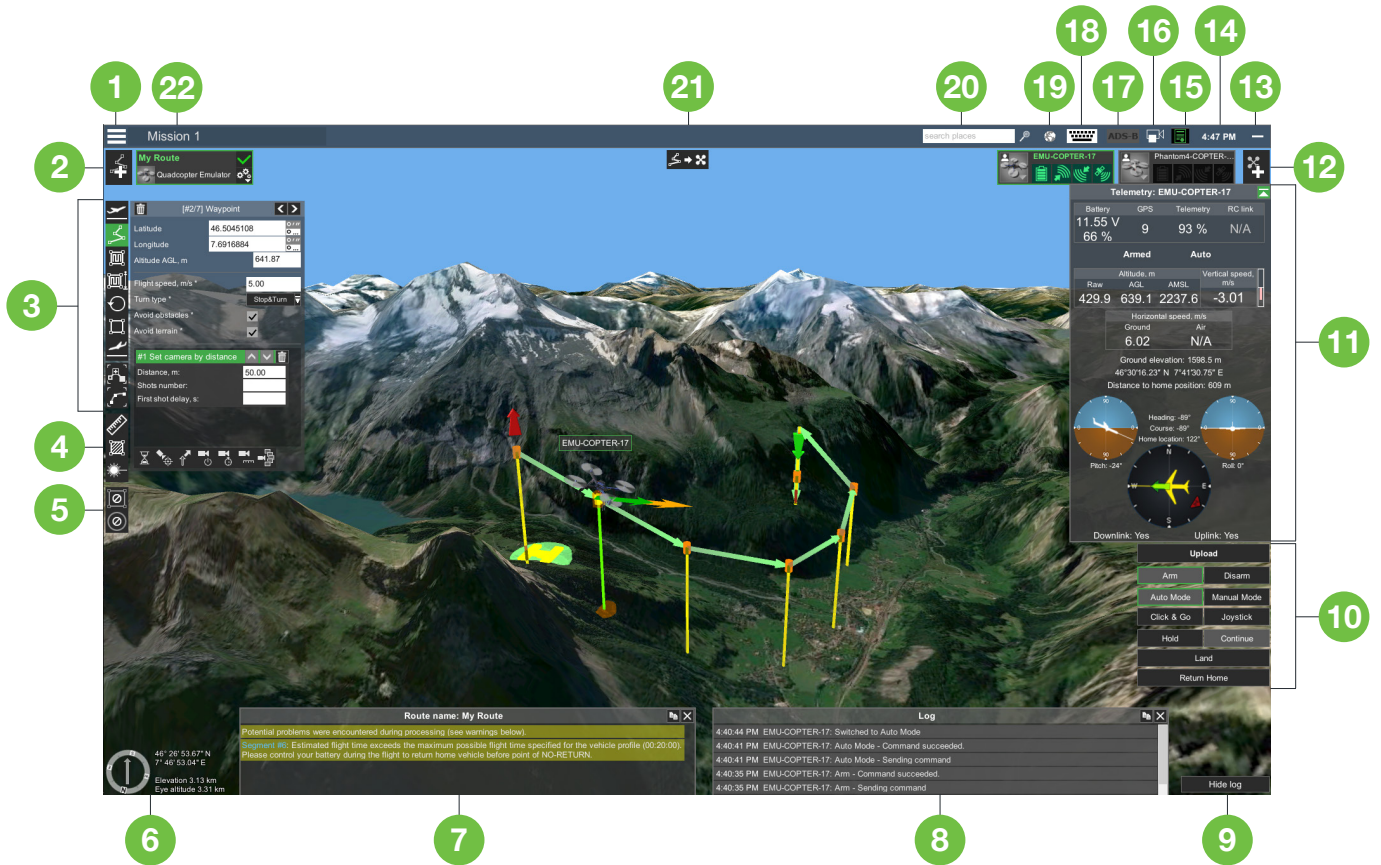 18
16
14
1
22
21
20
19
17
15
13
Mission 1
search places
ADS-B
4:47 PM
2
My Route
Quadcopter Emulator
EMU-COPTER-17
Phantom4-COPTER-...
12
3
[#2/7] Waypoint
Latitude
46.5045108
Longitude
7.6916884
Altitude AGL, m
641.87
Flight speed, m/s *
5.00
Turn type *
Stop&Turn
Avoid obstacles *
Avoid terrain *
#1 Set camera by distance
Distance, m:
50.00
Shots number:
First shot delay, s:
Telemetry: EMU-COPTER-17
Battery GPS Telemetry RC link
11.55 V
66 %
9
93 %
N/A
Armed Auto
Altitude, m
Vertical speed, m/s
Raw AGL AMSL
429.9 639.1 2237.6
-3.01
Horizontal speed, m/s
Ground Air
6.02 N/A
Ground elevation: 1598.5 m
46°30'16.23" N 7°41'30.75" E
Distance to home position: 609 m
90
90
Heading: -89°
Course: -89°
Home location: 122°
90
90
Pitch: -24°
Roll: 0°
N
W
E
S
Downlink: Yes
Uplink: Yes
11
EMU-COPTER-17
4
5
Upload
Arm
Disarm
Auto Mode
Manual Mode
Click & Go
Joystick
Hold
Continue
Land
Return Home
10
Route name: My Route
Potential problems were encountered during processing (see warnings below).
Segment #6: Estimated flight time exceeds the maximum possible flight time specified for the vehicle profile (00:20:00).
Please control your battery during the flight to return home vehicle before point of NO-RETURN.
Log
4:40:44 PM EMU-COPTER-17: Switched to Auto Mode
4:40:41 PM EMU-COPTER-17: Auto Mode - Command succeeded.
4:40:41 PM EMU-COPTER-17: Auto Mode - Sending command
4:40:35 PM EMU-COPTER-17: Arm - Command succeeded.
4:40:35 PM EMU-COPTER-17: Arm - Sending command
46° 26' 53.67" N
7° 46' 53.04" E
Elevation 3.13 km
Eye altitude 3.31 km
N
Hide log
6
7
8
9